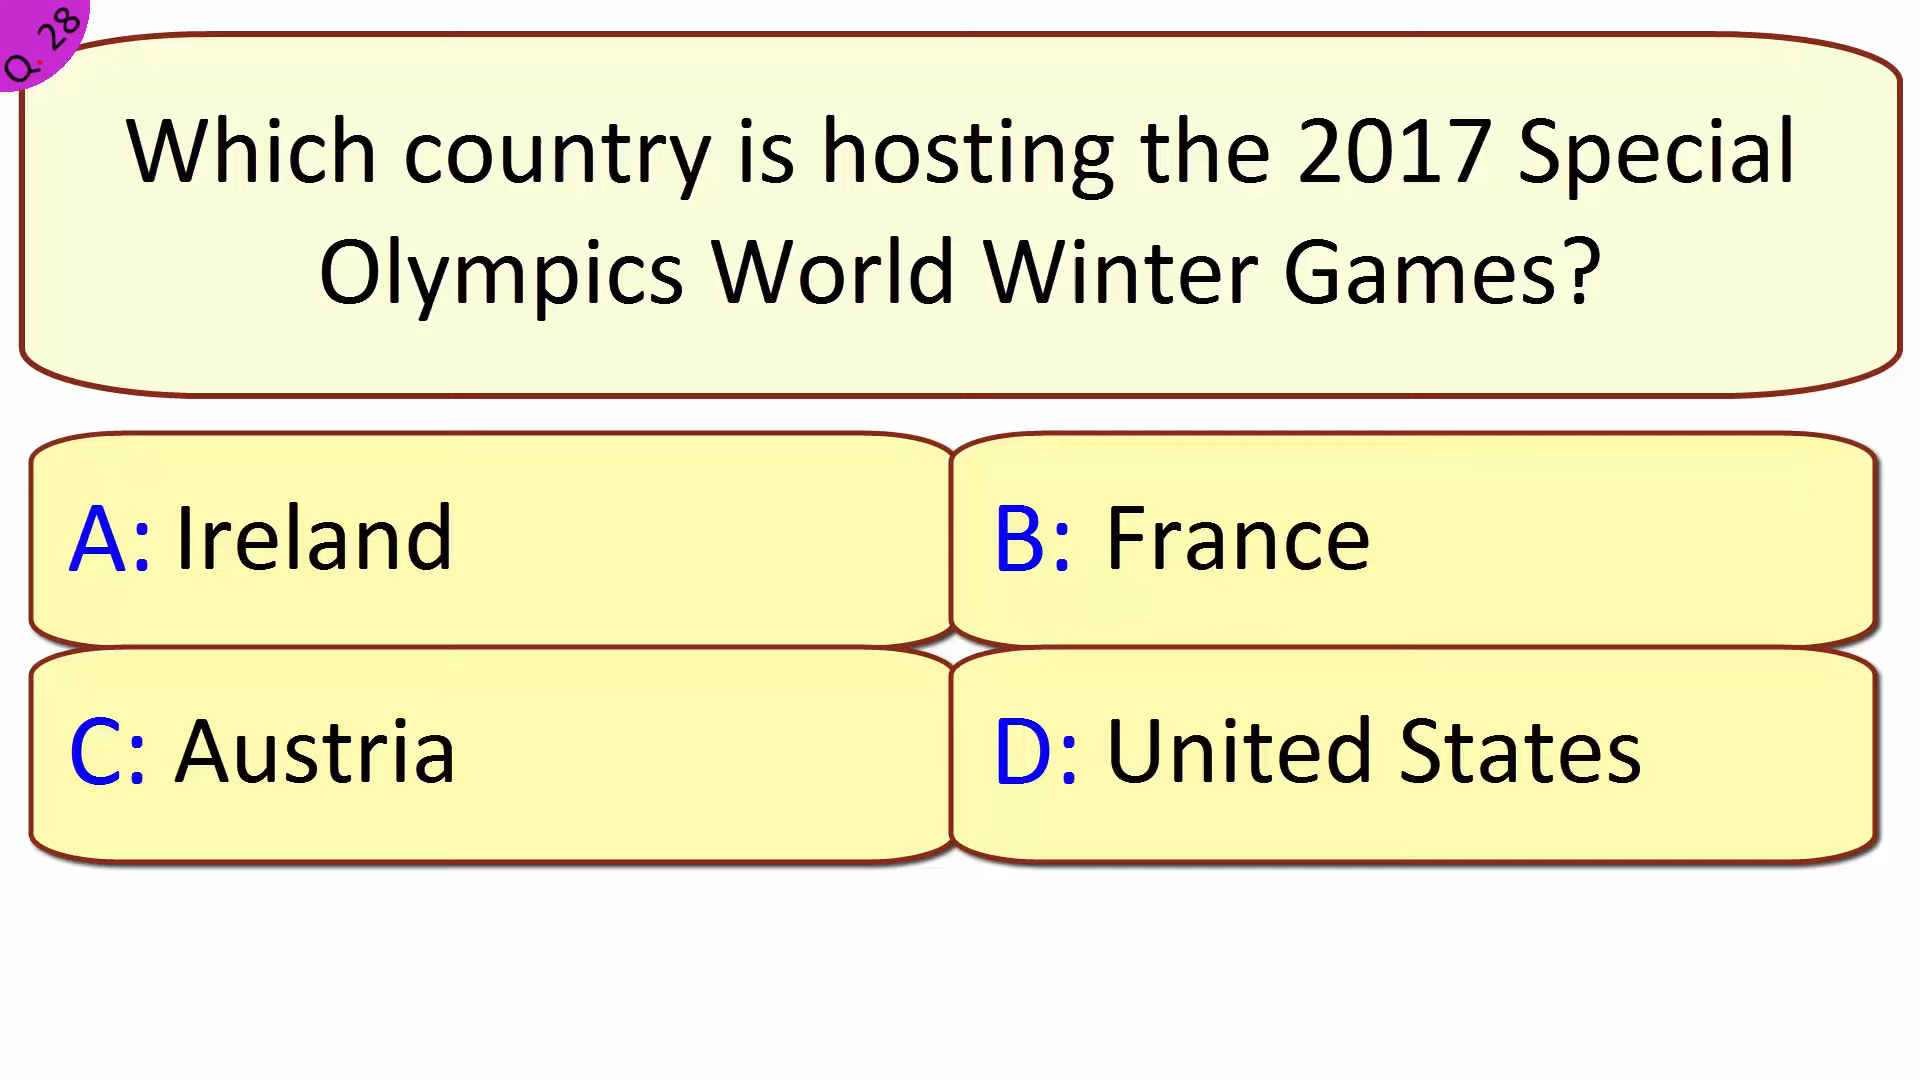 Q. 28
Which country is hosting the 2017 Special
Olympics World Winter Games?
A: Ireland
B: France
C: Austria
D: United States